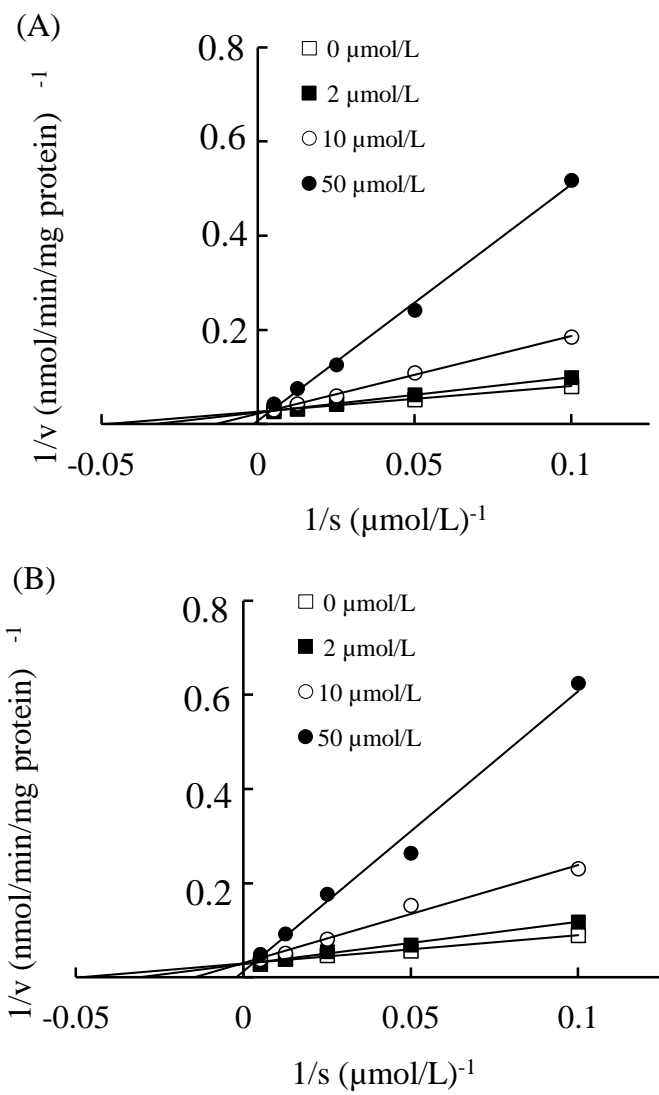 (A)
1/v (nmol/min/mg protein) -1
0.8
0.6
0.4
0.2
0 µmol/L
2 µmol/L
10 µmol/L
50 µmol/L
-0.05 0 0.05 0.1
1/s (µmol/L)-1
(B)
1/v (nmol/min/mg protein) -1
0.8
0.6
0.4
0.2
0 µmol/L
2 µmol/L
10 µmol/L
50 µmol/L
-0.05 0 0.05 0.1
1/s (µmol/L)-1